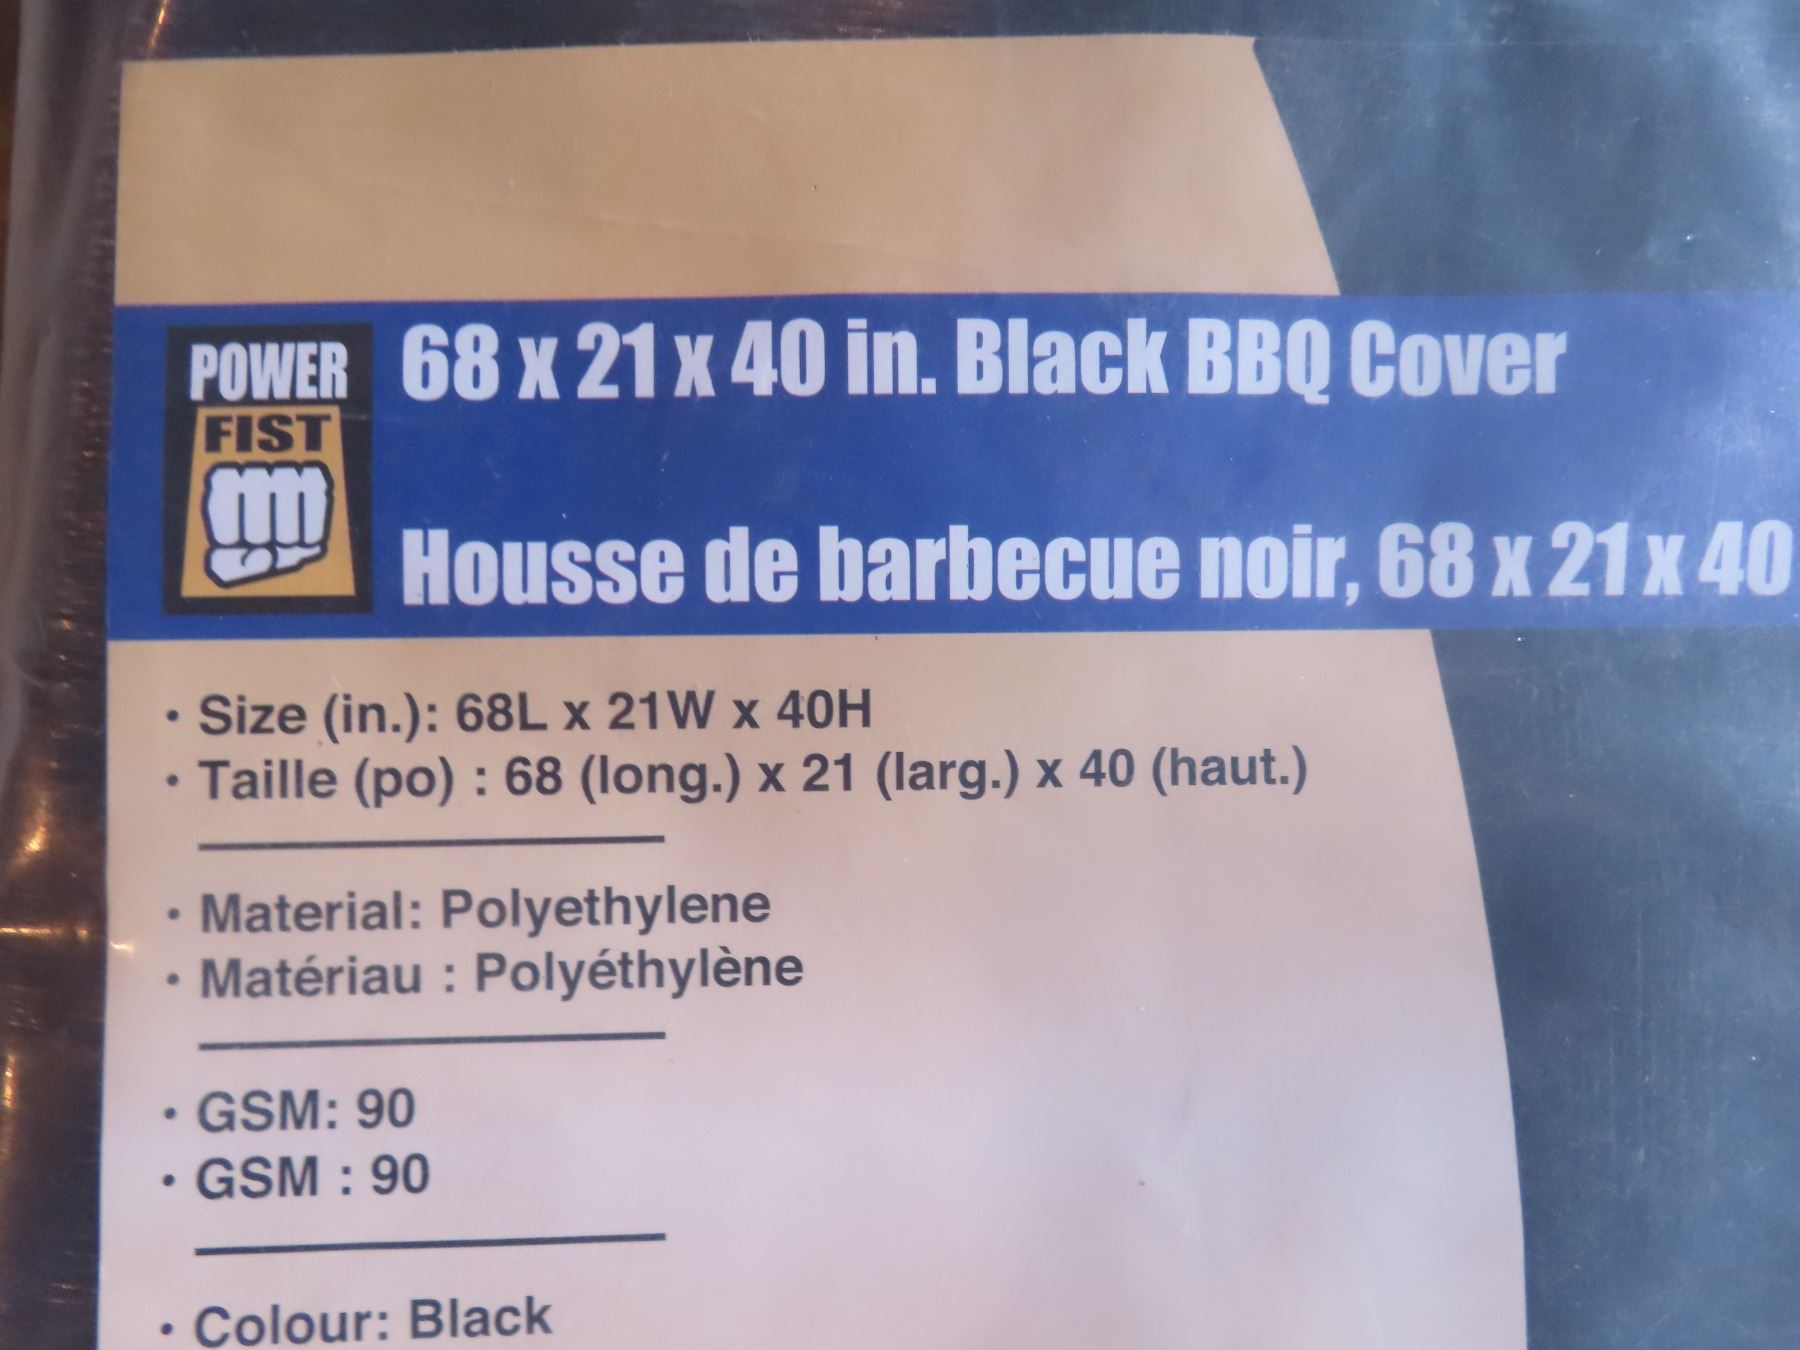 POWER
FIST
68 x 21 x 40 in. Black BBQ Cover
Housse de barbecue noir, 68 x 21 x 40
• Size (in.): 68L x 21W x 40H
• Taille (po) : 68 (long.) x 21 (larg.) x 40 (haut.)
• Material: Polyethylene
• Matériau : Polyéthylène
• GSM: 90
• GSM : 90
• Colour: Black